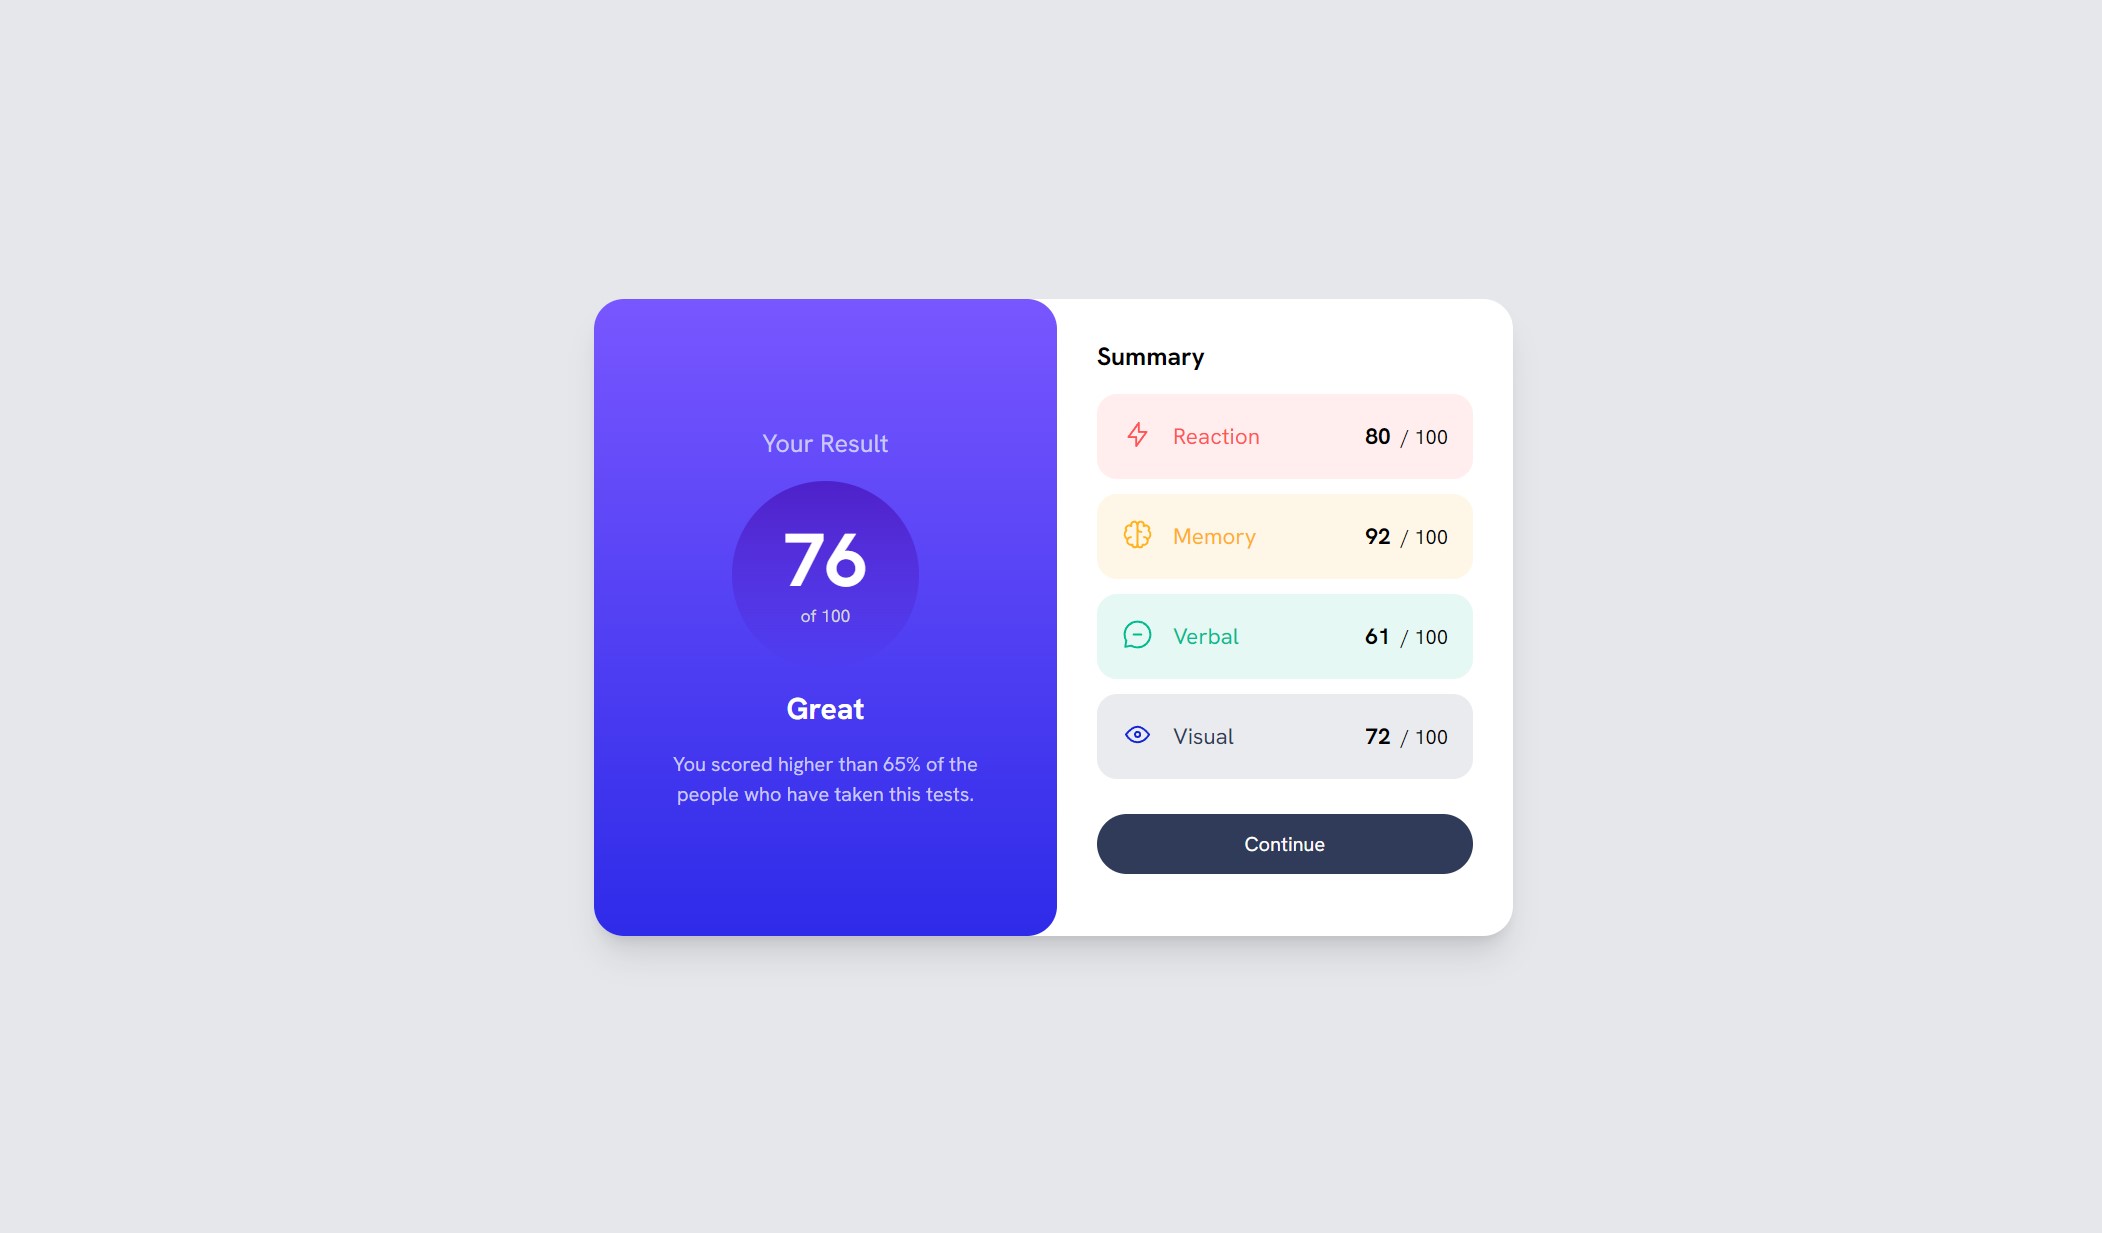 Your Result
76
of 100
Great
You scored higher than 65% of the
people who have taken this tests.
Summary
Reaction 80 / 100
Memory 92 / 100
Verbal 61 / 100
Visual 72 / 100
Continue